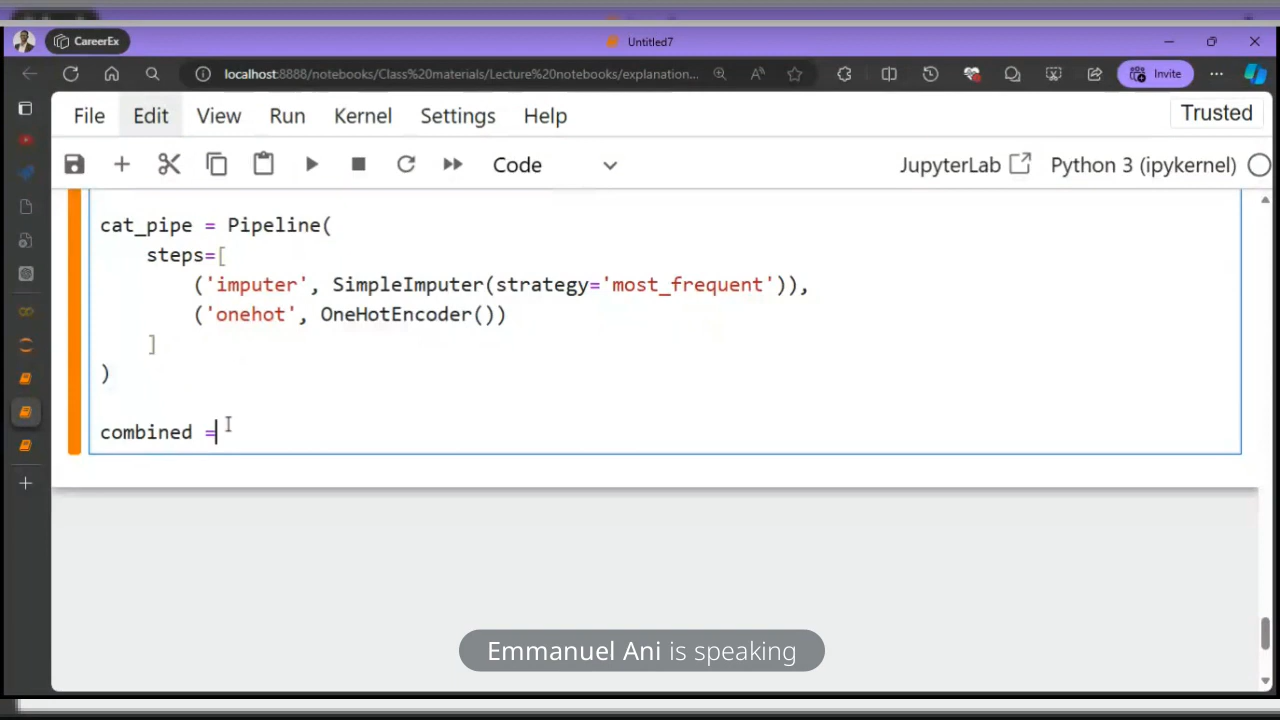 CareerEx
Untitled7
localhost:8888/notebooks/Class%20materials/Lecture%20notebooks/explanation...
Invite
File Edit View Run Kernel Settings Help
Trusted
Code
JupyterLab
Python 3 (ipykernel)
cat_pipe = Pipeline(
steps=[
('imputer', SimpleImputer(strategy='most_frequent')),
('onehot', OneHotEncoder())
]
)
combined =
Emmanuel Ani is speaking